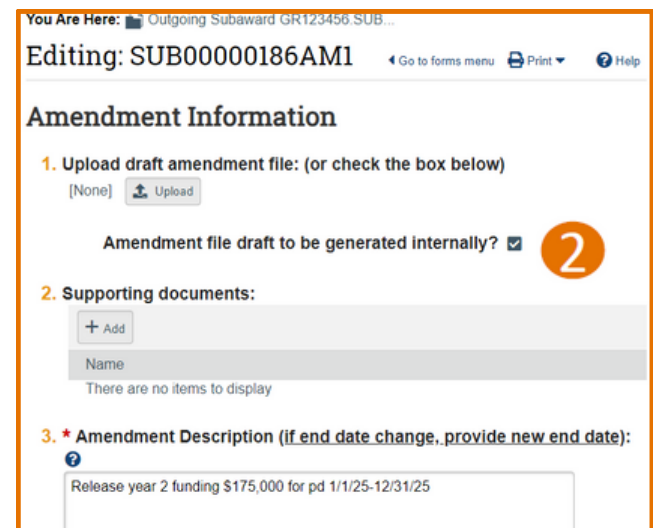 You Are Here: Outgoing Subaward GR123456.SUB...
Editing: SUB00000186AM1 Go to forms menu Print Help
Amendment Information
1. Upload draft amendment file: (or check the box below)
[None] Upload
Amendment file draft to be generated internally? 2
2. Supporting documents:
+ Add
Name
There are no items to display
3. * Amendment Description (if end date change, provide new end date):
Release year 2 funding $175,000 for pd 1/1/25-12/31/25